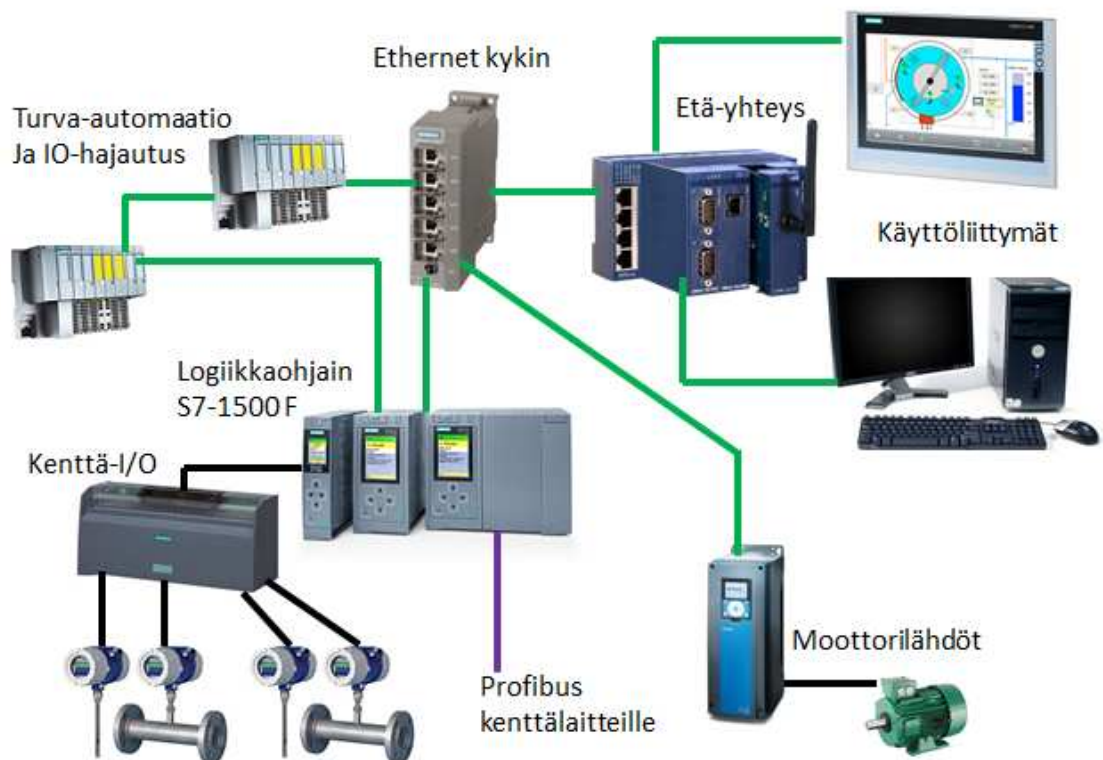 Ethernet kykin
Turva-automaatio
Ja IO-hajautus
Etä-yhteys
Käyttöliittymät
Logiikkaohjain
S7-1500 F
Kenttä-I/O
Moottorilähdöt
Profibus
kenttälaitteille